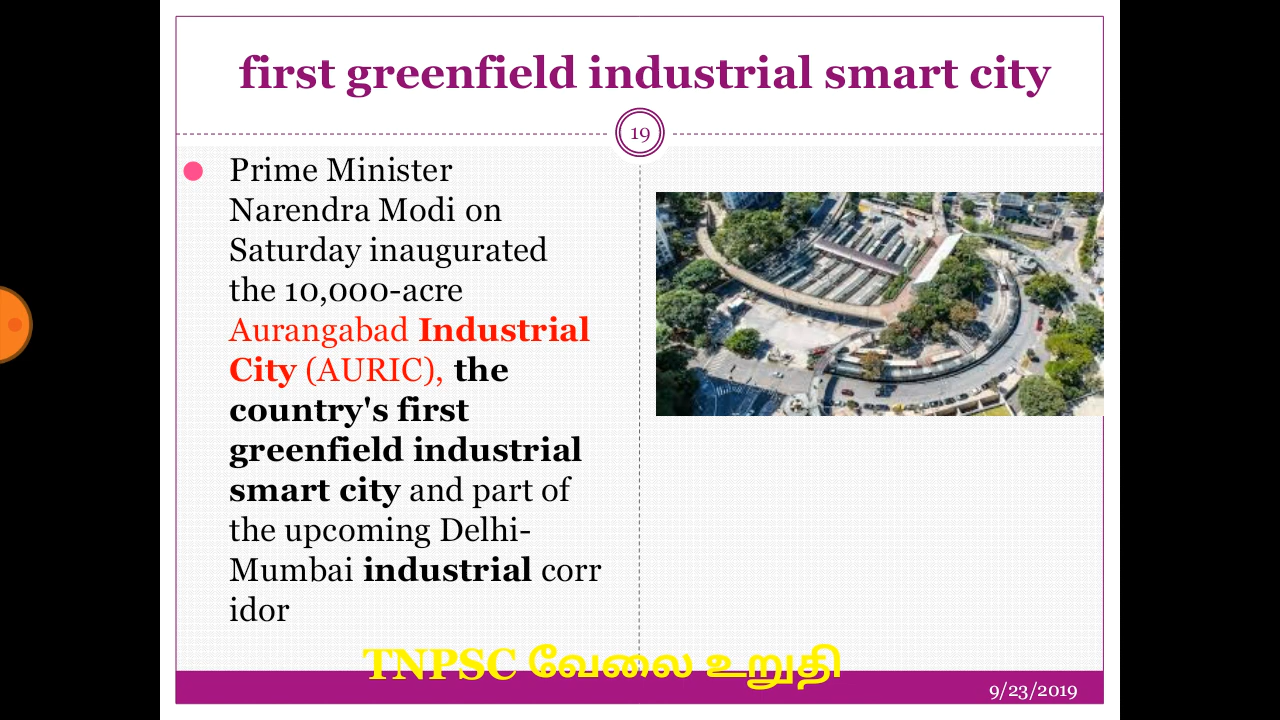 first greenfield industrial smart city
19
Prime Minister
Narendra Modi on
Saturday inaugurated
the 10,000-acre
Aurangabad Industrial
City (AURIC), the
country's first
greenfield industrial
smart city and part of
the upcoming Delhi-
Mumbai industrial corr
idor
TNPSC வேலை உறுதி
9/23/2019